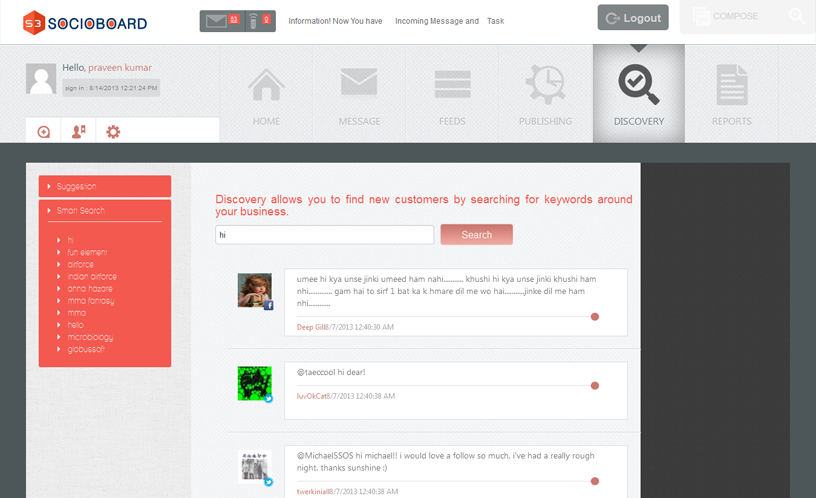 S3 SOCIOBOARD
53
0
Information! Now You have Incoming Message and Task
Logout
COMPOSE
Hello, praveen kumar
sign in : 8/14/2013 12:21:24 PM
HOME
MESSAGE
FEEDS
PUBLISHING
DISCOVERY
REPORTS
Suggestion
Smart Search
hi
fun element
airforce
indian airforce
anna hazare
mma fantasy
mma
hello
microbiology
globussoft
Discovery allows you to find new customers by searching for keywords around
your business.
hi
Search
umee hi kya unse jinki umeed ham nahi........... khushi hi kya unse jinki khushi ham
nhi............ gam hai to sirf 1 bat ka k hmare dil me wo hai...........jinke dil me ham
nhi............
Deep Gill8/7/2013 12:40:30 AM
@taeccool hi dear!
luvOkCat8/7/2013 12:40:38 AM
@MichaelSSOS hi michael!! i would love a follow so much, i've had a really rough
night, thanks sunshine :)
twerkiniall8/7/2013 12:40:38 AM